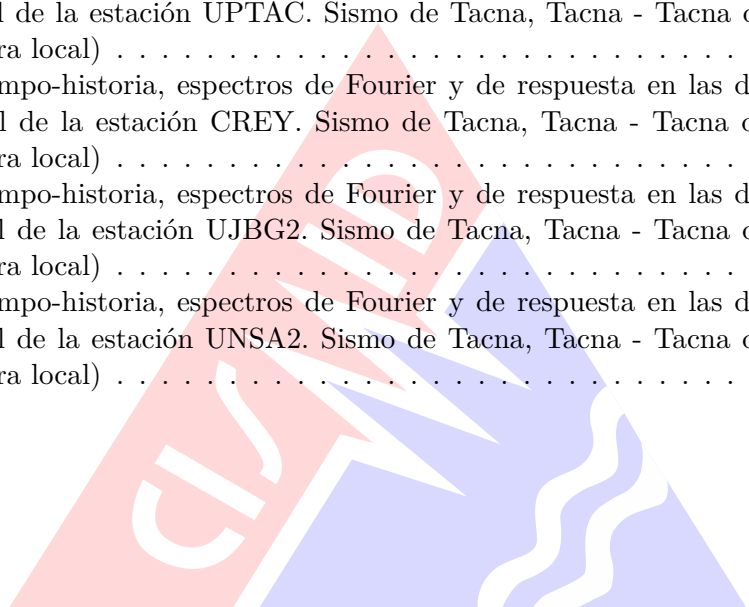 l de la estación UPTAC. Sismo de Tacna, Tacna - Tacna
ra local) . . . . . . . . . . . . . . . . . . . . . . . . . . . . . . .
mpo-historia, espectros de Fourier y de respuesta en las d
l de la estación CREY. Sismo de Tacna, Tacna - Tacna
ra local) . . . . . . . . . . . . . . . . . . . . . . . . . . . . . . .
mpo-historia, espectros de Fourier y de respuesta en las d
l de la estación UJBG2. Sismo de Tacna, Tacna - Tacna
ra local) . . . . . . . . . . . . . . . . . . . . . . . . . . . . . . .
mpo-historia, espectros de Fourier y de respuesta en las d
l de la estación UNSA2. Sismo de Tacna, Tacna - Tacna
ra local) . . . . . . . . . . . . . . . . . . . . . . . . . . . . . . .
CISMID